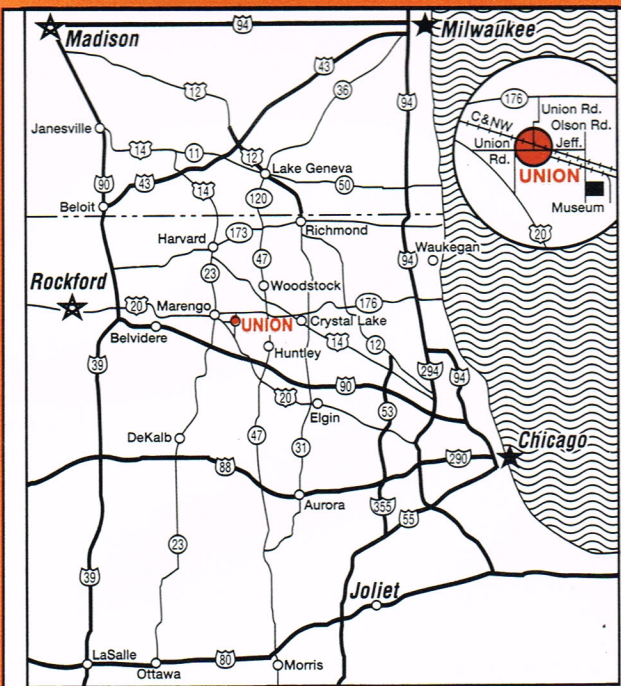 94
Madison
Milwaukee
43
12
36
94
176
Union Rd.
C&NW
Olson Rd.
Union
Rd.
Jeff.
UNION
Museum
20
Janesville
14
11
12
Lake Geneva
90
43
14
120
50
Beloit
173
Richmond
Harvard
Waukegan
94
23
47
Rockford
Woodstock
176
20
Marengo
UNION
Crystal Lake
Belvidere
14
12
Huntley
39
294
94
90
20
53
Elgin
DeKalb
47
31
Chicago
88
290
Aurora
355
55
23
39
Joliet
LaSalle
80
Ottawa
Morris